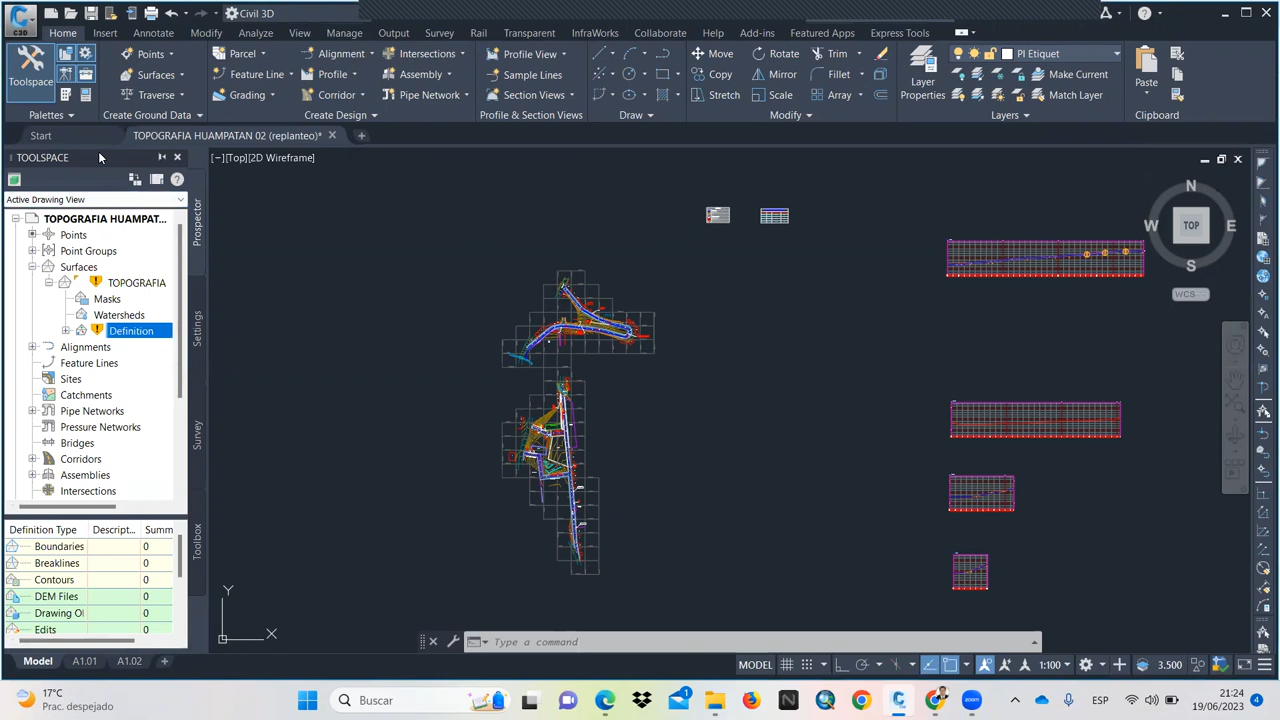 C3D
Civil 3D
Home Insert Annotate Modify Analyze View Manage Output Survey Rail Transparent InfraWorks Collaborate Help Add-ins Featured Apps Express Tools
Toolspace
Palettes
Points
Surfaces
Traverse
Create Ground Data
Parcel
Feature Line
Grading
Alignment
Profile
Corridor
Intersections
Assembly
Pipe Network
Create Design
Profile View
Sample Lines
Section Views
Profile & Section Views
Draw
Move
Copy
Stretch
Rotate
Mirror
Scale
Trim
Fillet
Array
Modify
Layer
Properties
PI Etiquet
Make Current
Match Layer
Layers
Paste
Clipboard
Start
TOPOGRAFIA HUAMPATAN 02 (replanteo)*
TOOLSPACE
[−][Top][2D Wireframe]
Active Drawing View
TOPOGRAFIA HUAMPAT...
Points
Point Groups
Surfaces
TOPOGRAFIA
Masks
Watersheds
Definition
Alignments
Feature Lines
Sites
Catchments
Pipe Networks
Pressure Networks
Bridges
Corridors
Assemblies
Intersections
Prospector
Settings
Survey
Toolbox
Definition Type Descript... Summ
Boundaries 0
Breaklines 0
Contours 0
DEM Files 0
Drawing Ol 0
Edits 0
N
W TOP E
S
WCS
Y
X
Type a command
Model A1.01 A1.02 +
MODEL 1:100 3.500
17°C
Prac. despejado
Buscar
ESP
21:24
19/06/2023
4